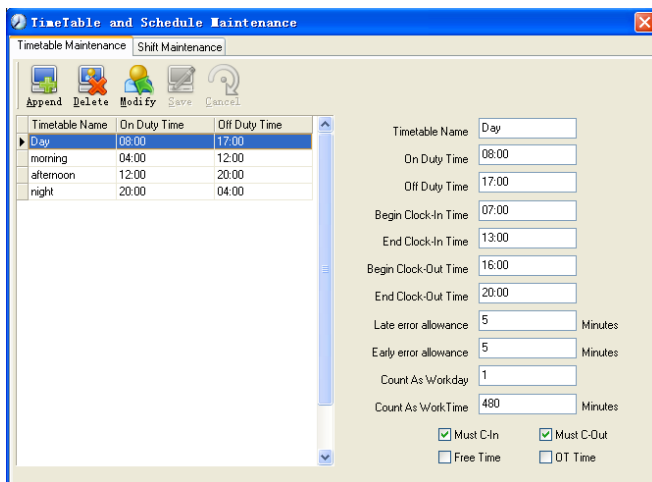 TimeTable and Schedule Maintenance
Timetable Maintenance Shift Maintenance
Append Delete Modify Save Cancel
Timetable Name On Duty Time Off Duty Time
Day 08:00 17:00
morning 04:00 12:00
afternoon 12:00 20:00
night 20:00 04:00
Timetable Name Day
On Duty Time 08:00
Off Duty Time 17:00
Begin Clock-In Time 07:00
End Clock-In Time 13:00
Begin Clock-Out Time 16:00
End Clock-Out Time 20:00
Late error allowance 5 Minutes
Early error allowance 5 Minutes
Count As Workday 1
Count As WorkTime 480 Minutes
Must C-In Must C-Out
Free Time OT Time